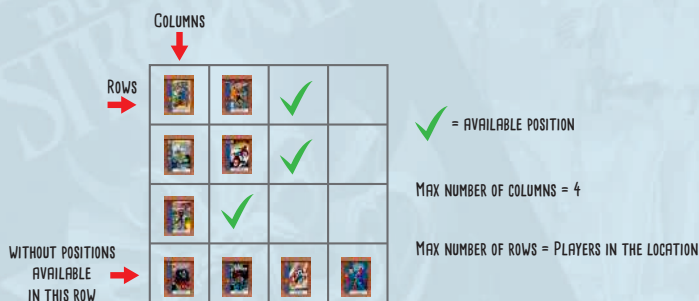 COLUMNS
ROWS
= AVAILABLE POSITION
MAX NUMBER OF COLUMNS = 4
MAX NUMBER OF ROWS = PLAYERS IN THE LOCATION
WITHOUT POSITIONS
AVAILABLE
IN THIS ROW